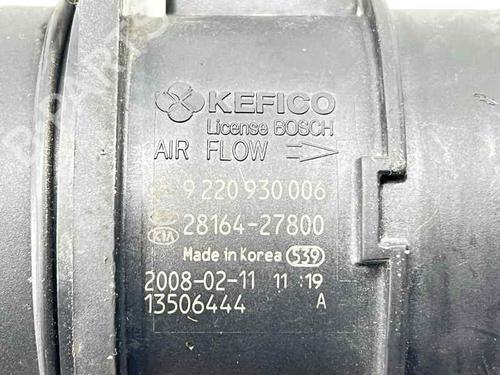 KEFICO
License BOSCH
AIR FLOW
9 220 930 006
KIA 28164-27800
Made in Korea 539
2008-02-11 11:19
13506444 A